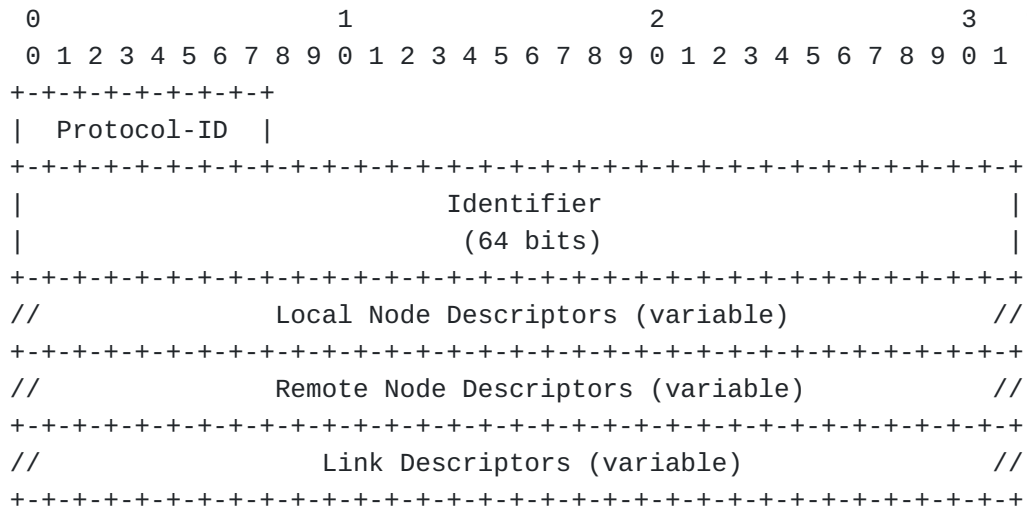 0                   1                   2                   3
 0 1 2 3 4 5 6 7 8 9 0 1 2 3 4 5 6 7 8 9 0 1 2 3 4 5 6 7 8 9 0 1
+-+-+-+-+-+-+-+-+
|  Protocol-ID  |
+-+-+-+-+-+-+-+-+-+-+-+-+-+-+-+-+-+-+-+-+-+-+-+-+-+-+-+-+-+-+-+-+
|                           Identifier                          |
|                            (64 bits)                          |
+-+-+-+-+-+-+-+-+-+-+-+-+-+-+-+-+-+-+-+-+-+-+-+-+-+-+-+-+-+-+-+-+
//               Local Node Descriptors (variable)             //
+-+-+-+-+-+-+-+-+-+-+-+-+-+-+-+-+-+-+-+-+-+-+-+-+-+-+-+-+-+-+-+-+
//               Remote Node Descriptors (variable)            //
+-+-+-+-+-+-+-+-+-+-+-+-+-+-+-+-+-+-+-+-+-+-+-+-+-+-+-+-+-+-+-+-+
//                  Link Descriptors (variable)                //
+-+-+-+-+-+-+-+-+-+-+-+-+-+-+-+-+-+-+-+-+-+-+-+-+-+-+-+-+-+-+-+-+